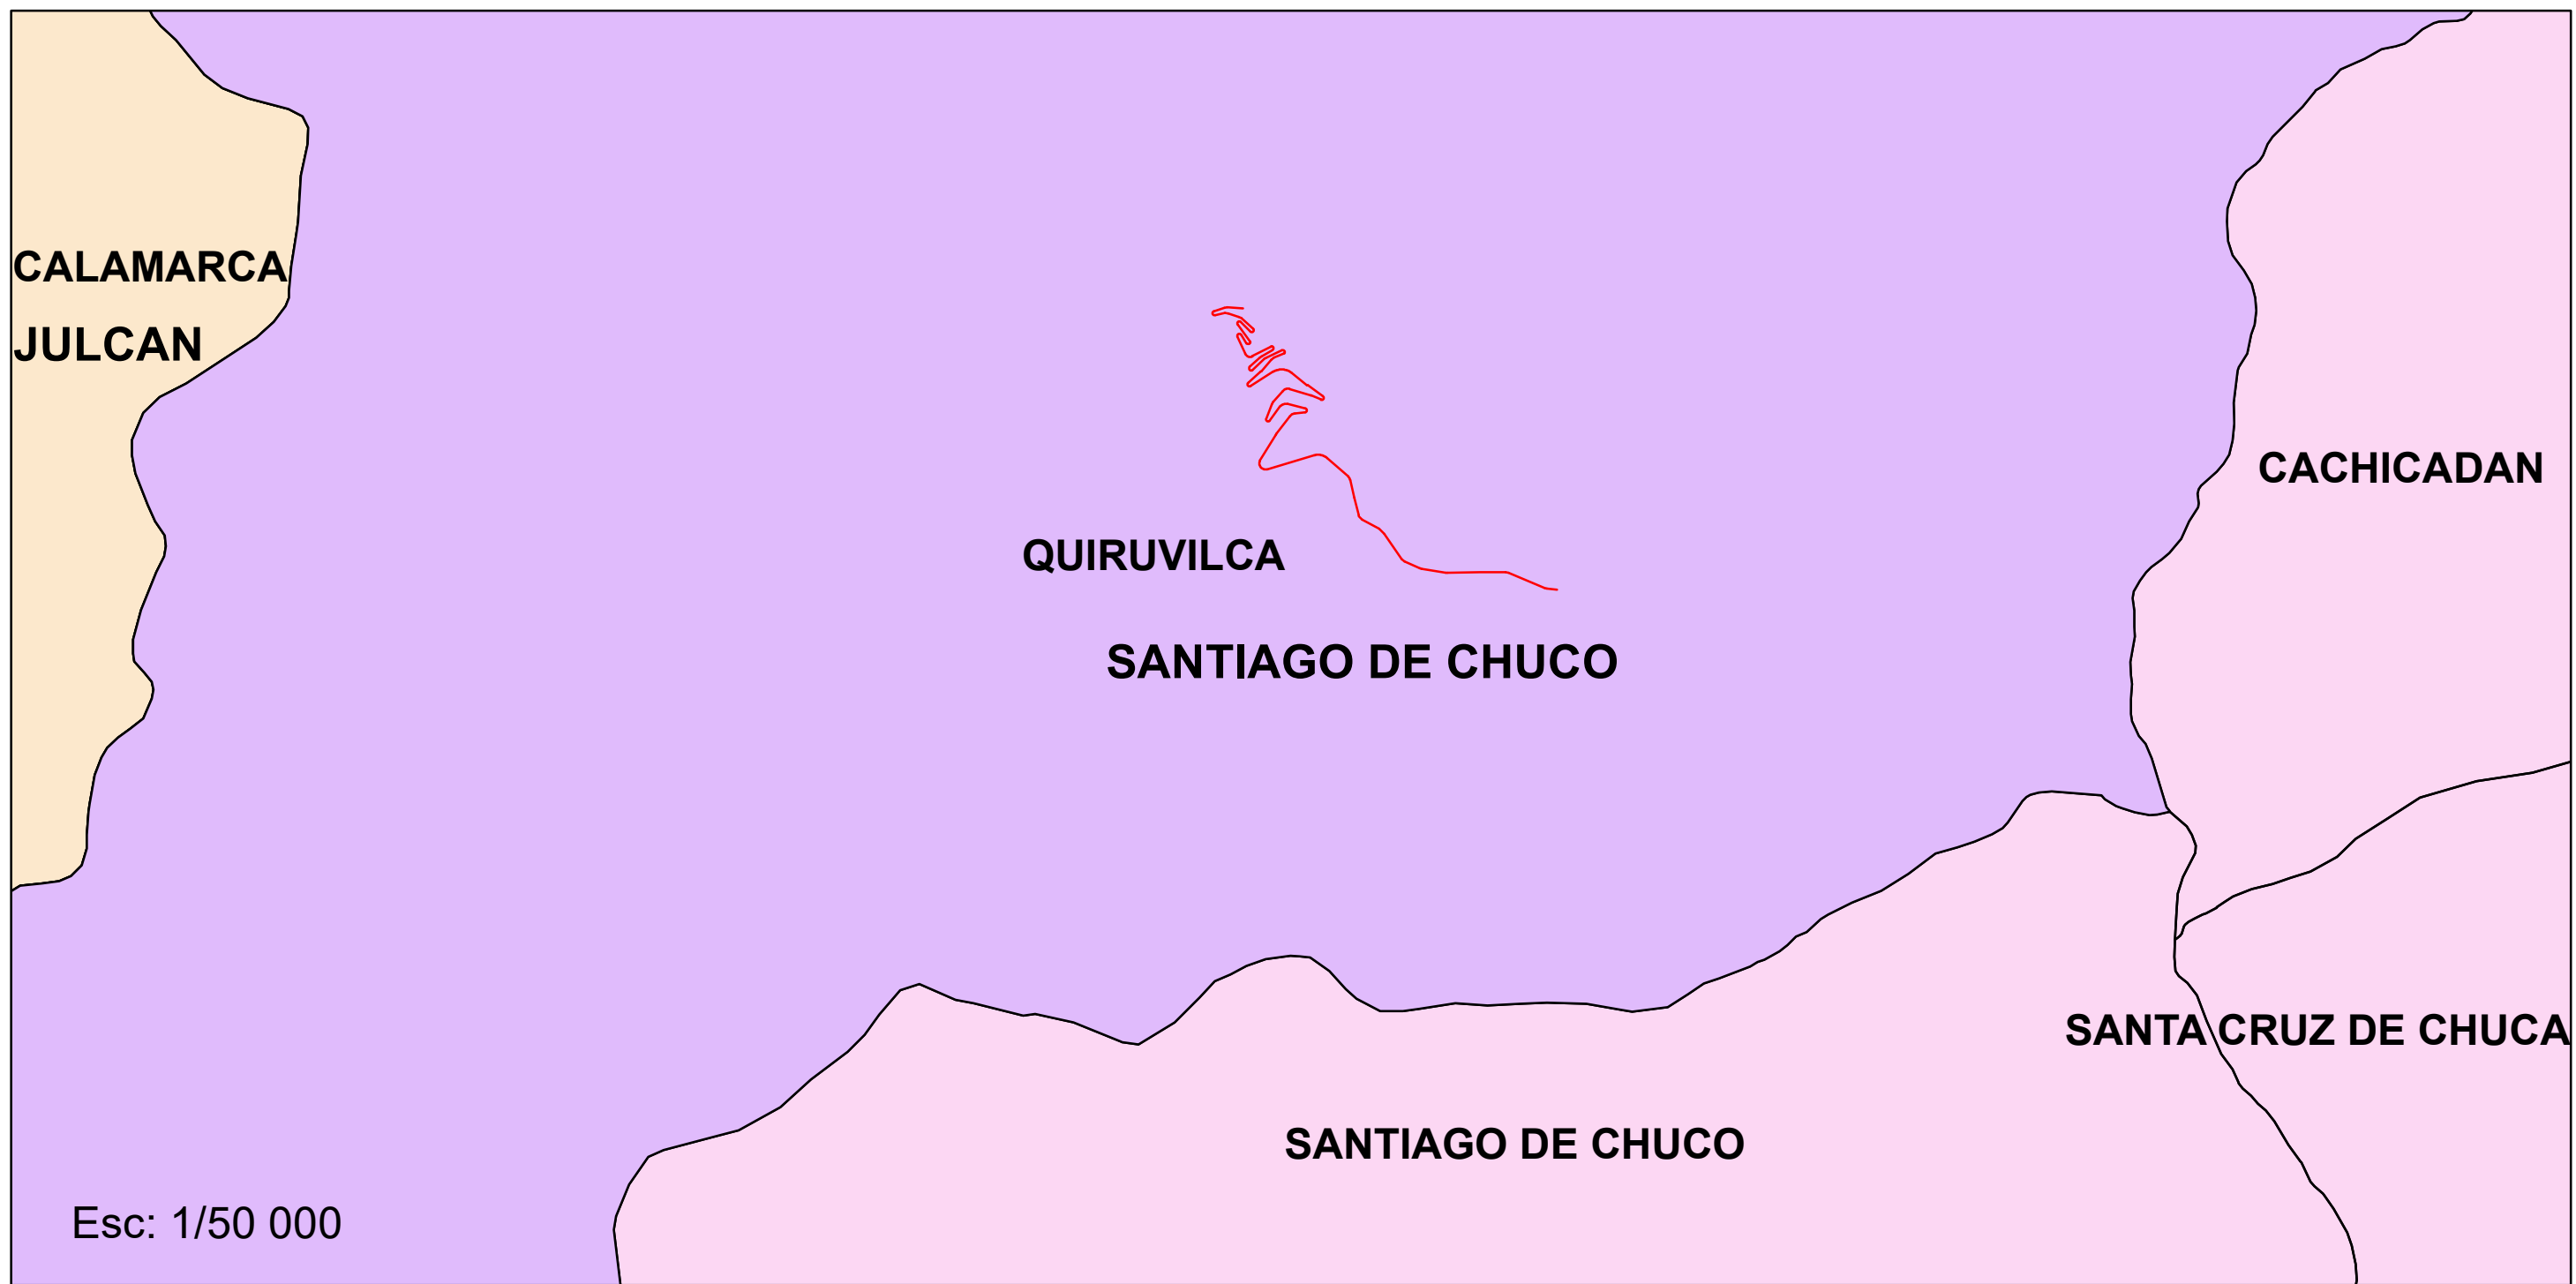 CALAMARCA
JULCAN
CACHICADAN
QUIRUVILCA
SANTIAGO DE CHUCO
SANTA CRUZ DE CHUCA
SANTIAGO DE CHUCO
Esc: 1/50 000